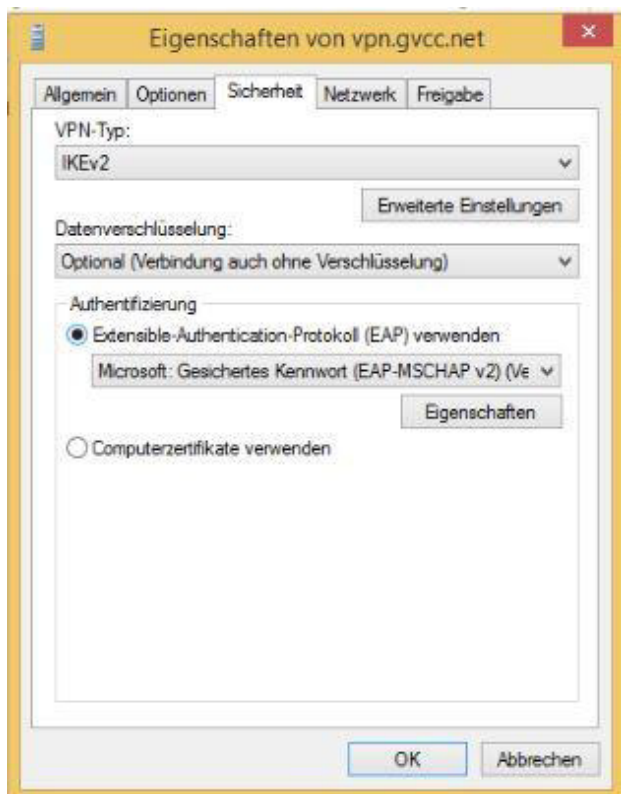 Eigenschaften von vpn.gvcc.net
Allgemein Optionen Sicherheit Netzwerk Freigabe
VPN-Typ:
IKEv2
Erweiterte Einstellungen
Datenverschlüsselung:
Optional (Verbindung auch ohne Verschlüsselung)
Authentifizierung
Extensible-Authentication-Protokoll (EAP) verwenden
Microsoft: Gesichertes Kennwort (EAP-MSCHAP v2) (Ve
Eigenschaften
Computerzertifikate verwenden
OK Abbrechen